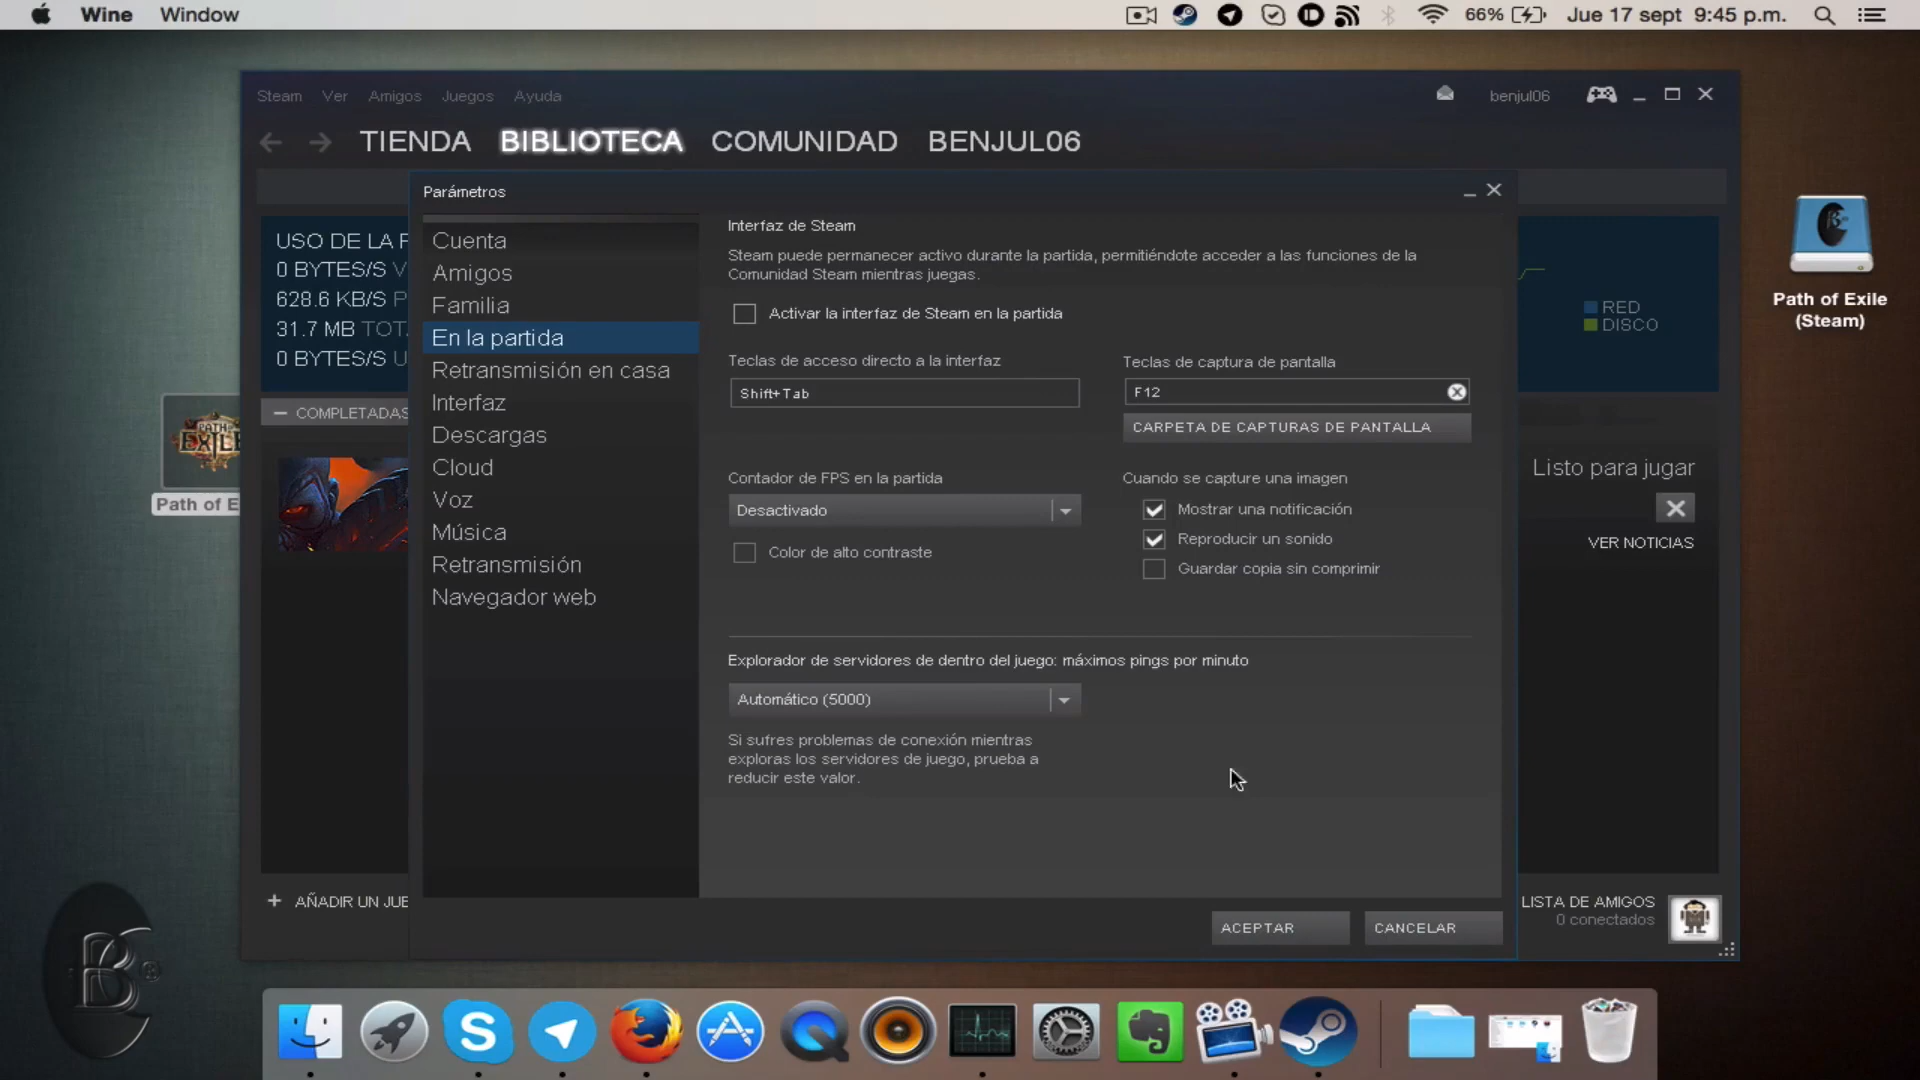 Wine Window
66% Jue 17 sept 9:45 p.m.
Steam Ver Amigos Juegos Ayuda
benjul06
TIENDA BIBLIOTECA COMUNIDAD BENJUL06
Parámetros
USO DE LA
0 BYTES/S
628.6 KB/S
31.7 MB TOT
0 BYTES/S
COMPLETADAS
PATH OF EXILE
Path of E
AÑADIR UN JUE
Cuenta
Amigos
Familia
En la partida
Retransmisión en casa
Interfaz
Descargas
Cloud
Voz
Música
Retransmisión
Navegador web
Interfaz de Steam
Steam puede permanecer activo durante la partida, permitiéndote acceder a las funciones de la
Comunidad Steam mientras juegas.
Activar la interfaz de Steam en la partida
Teclas de acceso directo a la interfaz
Shift+Tab
Teclas de captura de pantalla
F12
CARPETA DE CAPTURAS DE PANTALLA
Contador de FPS en la partida
Desactivado
Color de alto contraste
Cuando se capture una imagen
Mostrar una notificación
Reproducir un sonido
Guardar copia sin comprimir
Explorador de servidores de dentro del juego: máximos pings por minuto
Automático (5000)
Si sufres problemas de conexión mientras
exploras los servidores de juego, prueba a
reducir este valor.
ACEPTAR CANCELAR
RED
DISCO
Listo para jugar
VER NOTICIAS
LISTA DE AMIGOS
0 conectados
Path of Exile
(Steam)